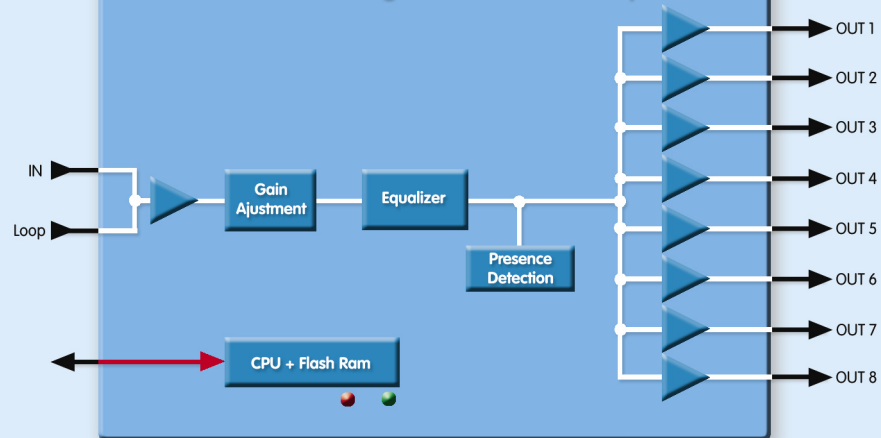 OUT 1
OUT 2
OUT 3
OUT 4
OUT 5
OUT 6
OUT 7
OUT 8
IN
Loop
Gain
Ajustment
Equalizer
Presence
Detection
CPU + Flash Ram